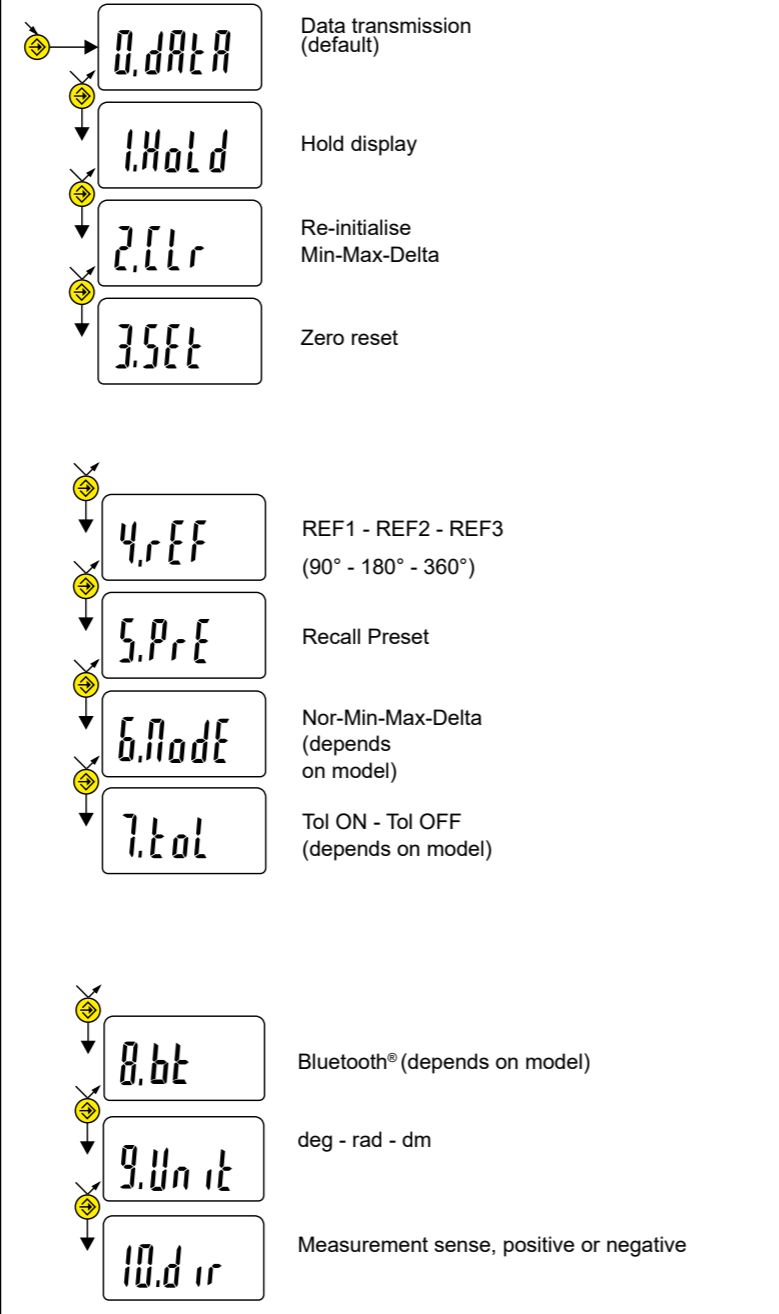 0.dAtA
Data transmission
(default)
1.Hold
Hold display
2.CLr
Re-initialise
Min-Max-Delta
3.SEt
Zero reset
4.rEF
REF1 - REF2 - REF3
(90° - 180° - 360°)
5.PrE
Recall Preset
6.ModE
Nor-Min-Max-Delta
(depends
on model)
7.toL
Tol ON - Tol OFF
(depends on model)
8.bt
Bluetooth® (depends on model)
9.Unit
deg - rad - dm
10.dir
Measurement sense, positive or negative